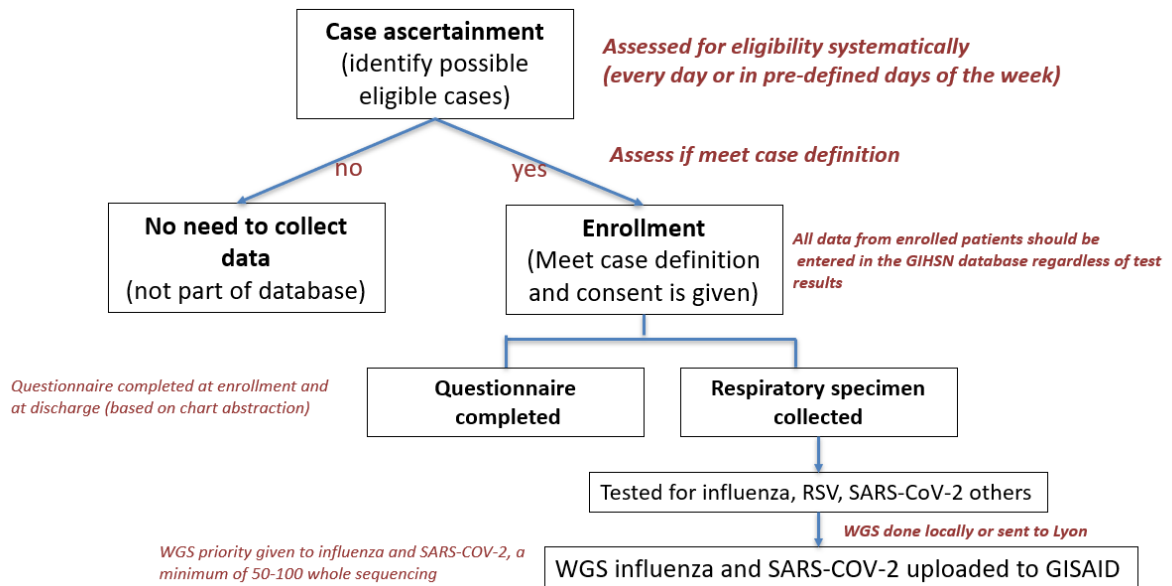 Case ascertainment
(identify possible
eligible cases)
Assessed for eligibility systematically
(every day or in pre-defined days of the week)
Assess if meet case definition
no
yes
No need to collect
data
(not part of database)
Enrollment
(Meet case definition
and consent is given)
All data from enrolled patients should be
entered in the GIHSN database regardless of test
results
Questionnaire completed at enrollment and
at discharge (based on chart abstraction)
Questionnaire
completed
Respiratory specimen
collected
Tested for influenza, RSV, SARS-CoV-2 others
WGS done locally or sent to Lyon
WGS priority given to influenza and SARS-COV-2, a
minimum of 50-100 whole sequencing
WGS influenza and SARS-COV-2 uploaded to GISAID